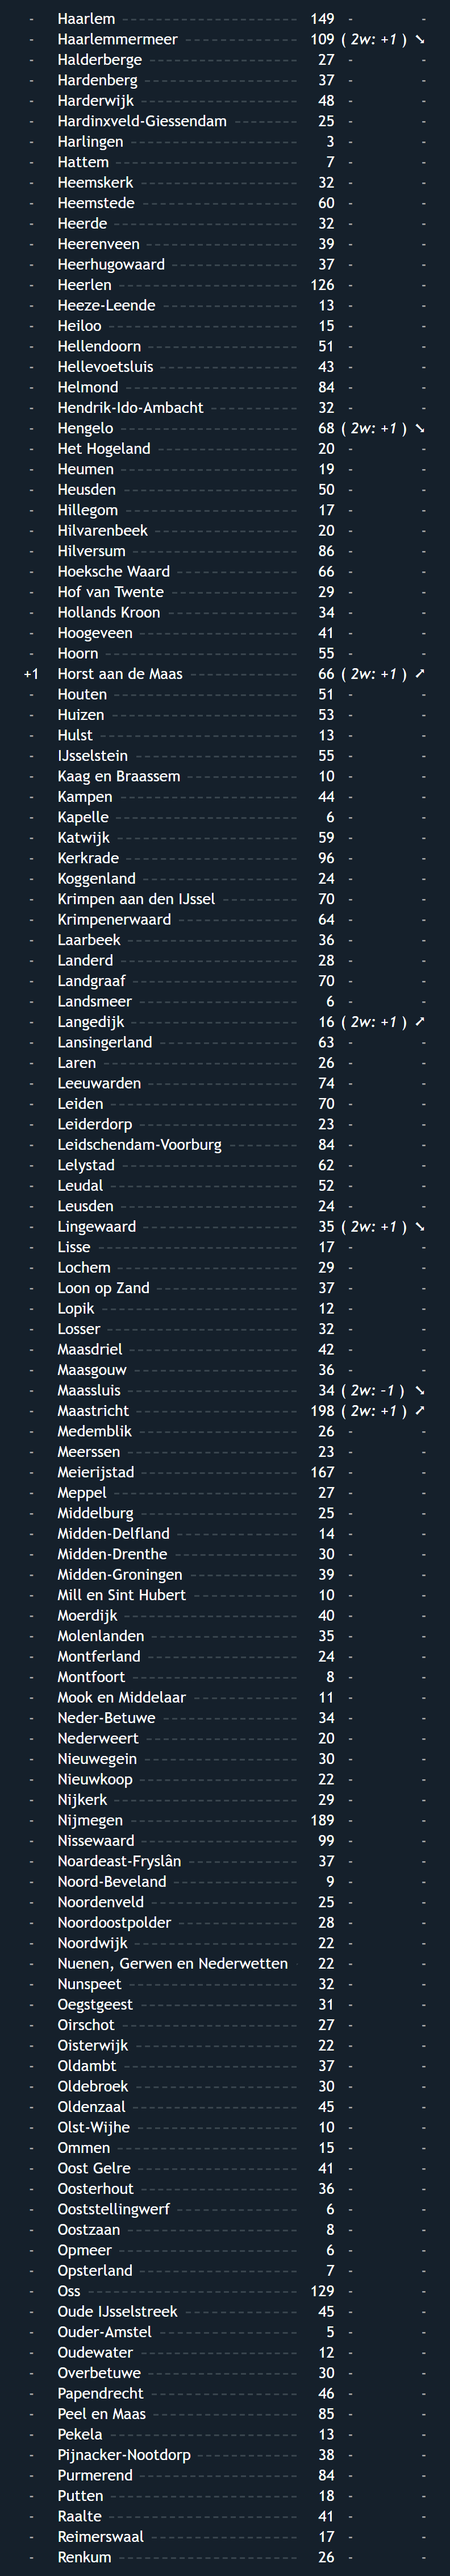 - Haarlem 149 - -
- Haarlemmermeer 109 ( 2w: +1 ) ➘
- Halderberge 27 - -
- Hardenberg 37 - -
- Harderwijk 48 - -
- Hardinxveld-Giessendam 25 - -
- Harlingen 3 - -
- Hattem 7 - -
- Heemskerk 32 - -
- Heemstede 60 - -
- Heerde 32 - -
- Heerenveen 39 - -
- Heerhugowaard 37 - -
- Heerlen 126 - -
- Heeze-Leende 13 - -
- Heiloo 15 - -
- Hellendoorn 51 - -
- Hellevoetsluis 43 - -
- Helmond 84 - -
- Hendrik-Ido-Ambacht 32 - -
- Hengelo 68 ( 2w: +1 ) ➘
- Het Hogeland 20 - -
- Heumen 19 - -
- Heusden 50 - -
- Hillegom 17 - -
- Hilvarenbeek 20 - -
- Hilversum 86 - -
- Hoeksche Waard 66 - -
- Hof van Twente 29 - -
- Hollands Kroon 34 - -
- Hoogeveen 41 - -
- Hoorn 55 - -
+1 Horst aan de Maas 66 ( 2w: +1 ) ➚
- Houten 51 - -
- Huizen 53 - -
- Hulst 13 - -
- IJsselstein 55 - -
- Kaag en Braassem 10 - -
- Kampen 44 - -
- Kapelle 6 - -
- Katwijk 59 - -
- Kerkrade 96 - -
- Koggenland 24 - -
- Krimpen aan den IJssel 70 - -
- Krimpenerwaard 64 - -
- Laarbeek 36 - -
- Landerd 28 - -
- Landgraaf 70 - -
- Landsmeer 6 - -
- Langedijk 16 ( 2w: +1 ) ➚
- Lansingerland 63 - -
- Laren 26 - -
- Leeuwarden 74 - -
- Leiden 70 - -
- Leiderdorp 23 - -
- Leidschendam-Voorburg 84 - -
- Lelystad 62 - -
- Leudal 52 - -
- Leusden 24 - -
- Lingewaard 35 ( 2w: +1 ) ➘
- Lisse 17 - -
- Lochem 29 - -
- Loon op Zand 37 - -
- Lopik 12 - -
- Losser 32 - -
- Maasdriel 42 - -
- Maasgouw 36 - -
- Maassluis 34 ( 2w: -1 ) ➘
- Maastricht 198 ( 2w: +1 ) ➚
- Medemblik 26 - -
- Meerssen 23 - -
- Meierijstad 167 - -
- Meppel 27 - -
- Middelburg 25 - -
- Midden-Delfland 14 - -
- Midden-Drenthe 30 - -
- Midden-Groningen 39 - -
- Mill en Sint Hubert 10 - -
- Moerdijk 40 - -
- Molenlanden 35 - -
- Montferland 24 - -
- Montfoort 8 - -
- Mook en Middelaar 11 - -
- Neder-Betuwe 34 - -
- Nederweert 20 - -
- Nieuwegein 30 - -
- Nieuwkoop 22 - -
- Nijkerk 29 - -
- Nijmegen 189 - -
- Nissewaard 99 - -
- Noardeast-Fryslân 37 - -
- Noord-Beveland 9 - -
- Noordenveld 25 - -
- Noordoostpolder 28 - -
- Noordwijk 22 - -
- Nuenen, Gerwen en Nederwetten 22 - -
- Nunspeet 32 - -
- Oegstgeest 31 - -
- Oirschot 27 - -
- Oisterwijk 22 - -
- Oldambt 37 - -
- Oldebroek 30 - -
- Oldenzaal 45 - -
- Olst-Wijhe 10 - -
- Ommen 15 - -
- Oost Gelre 41 - -
- Oosterhout 36 - -
- Ooststellingwerf 6 - -
- Oostzaan 8 - -
- Opmeer 6 - -
- Opsterland 7 - -
- Oss 129 - -
- Oude IJsselstreek 45 - -
- Ouder-Amstel 5 - -
- Oudewater 12 - -
- Overbetuwe 30 - -
- Papendrecht 46 - -
- Peel en Maas 85 - -
- Pekela 13 - -
- Pijnacker-Nootdorp 38 - -
- Purmerend 84 - -
- Putten 18 - -
- Raalte 41 - -
- Reimerswaal 17 - -
- Renkum 26 - -